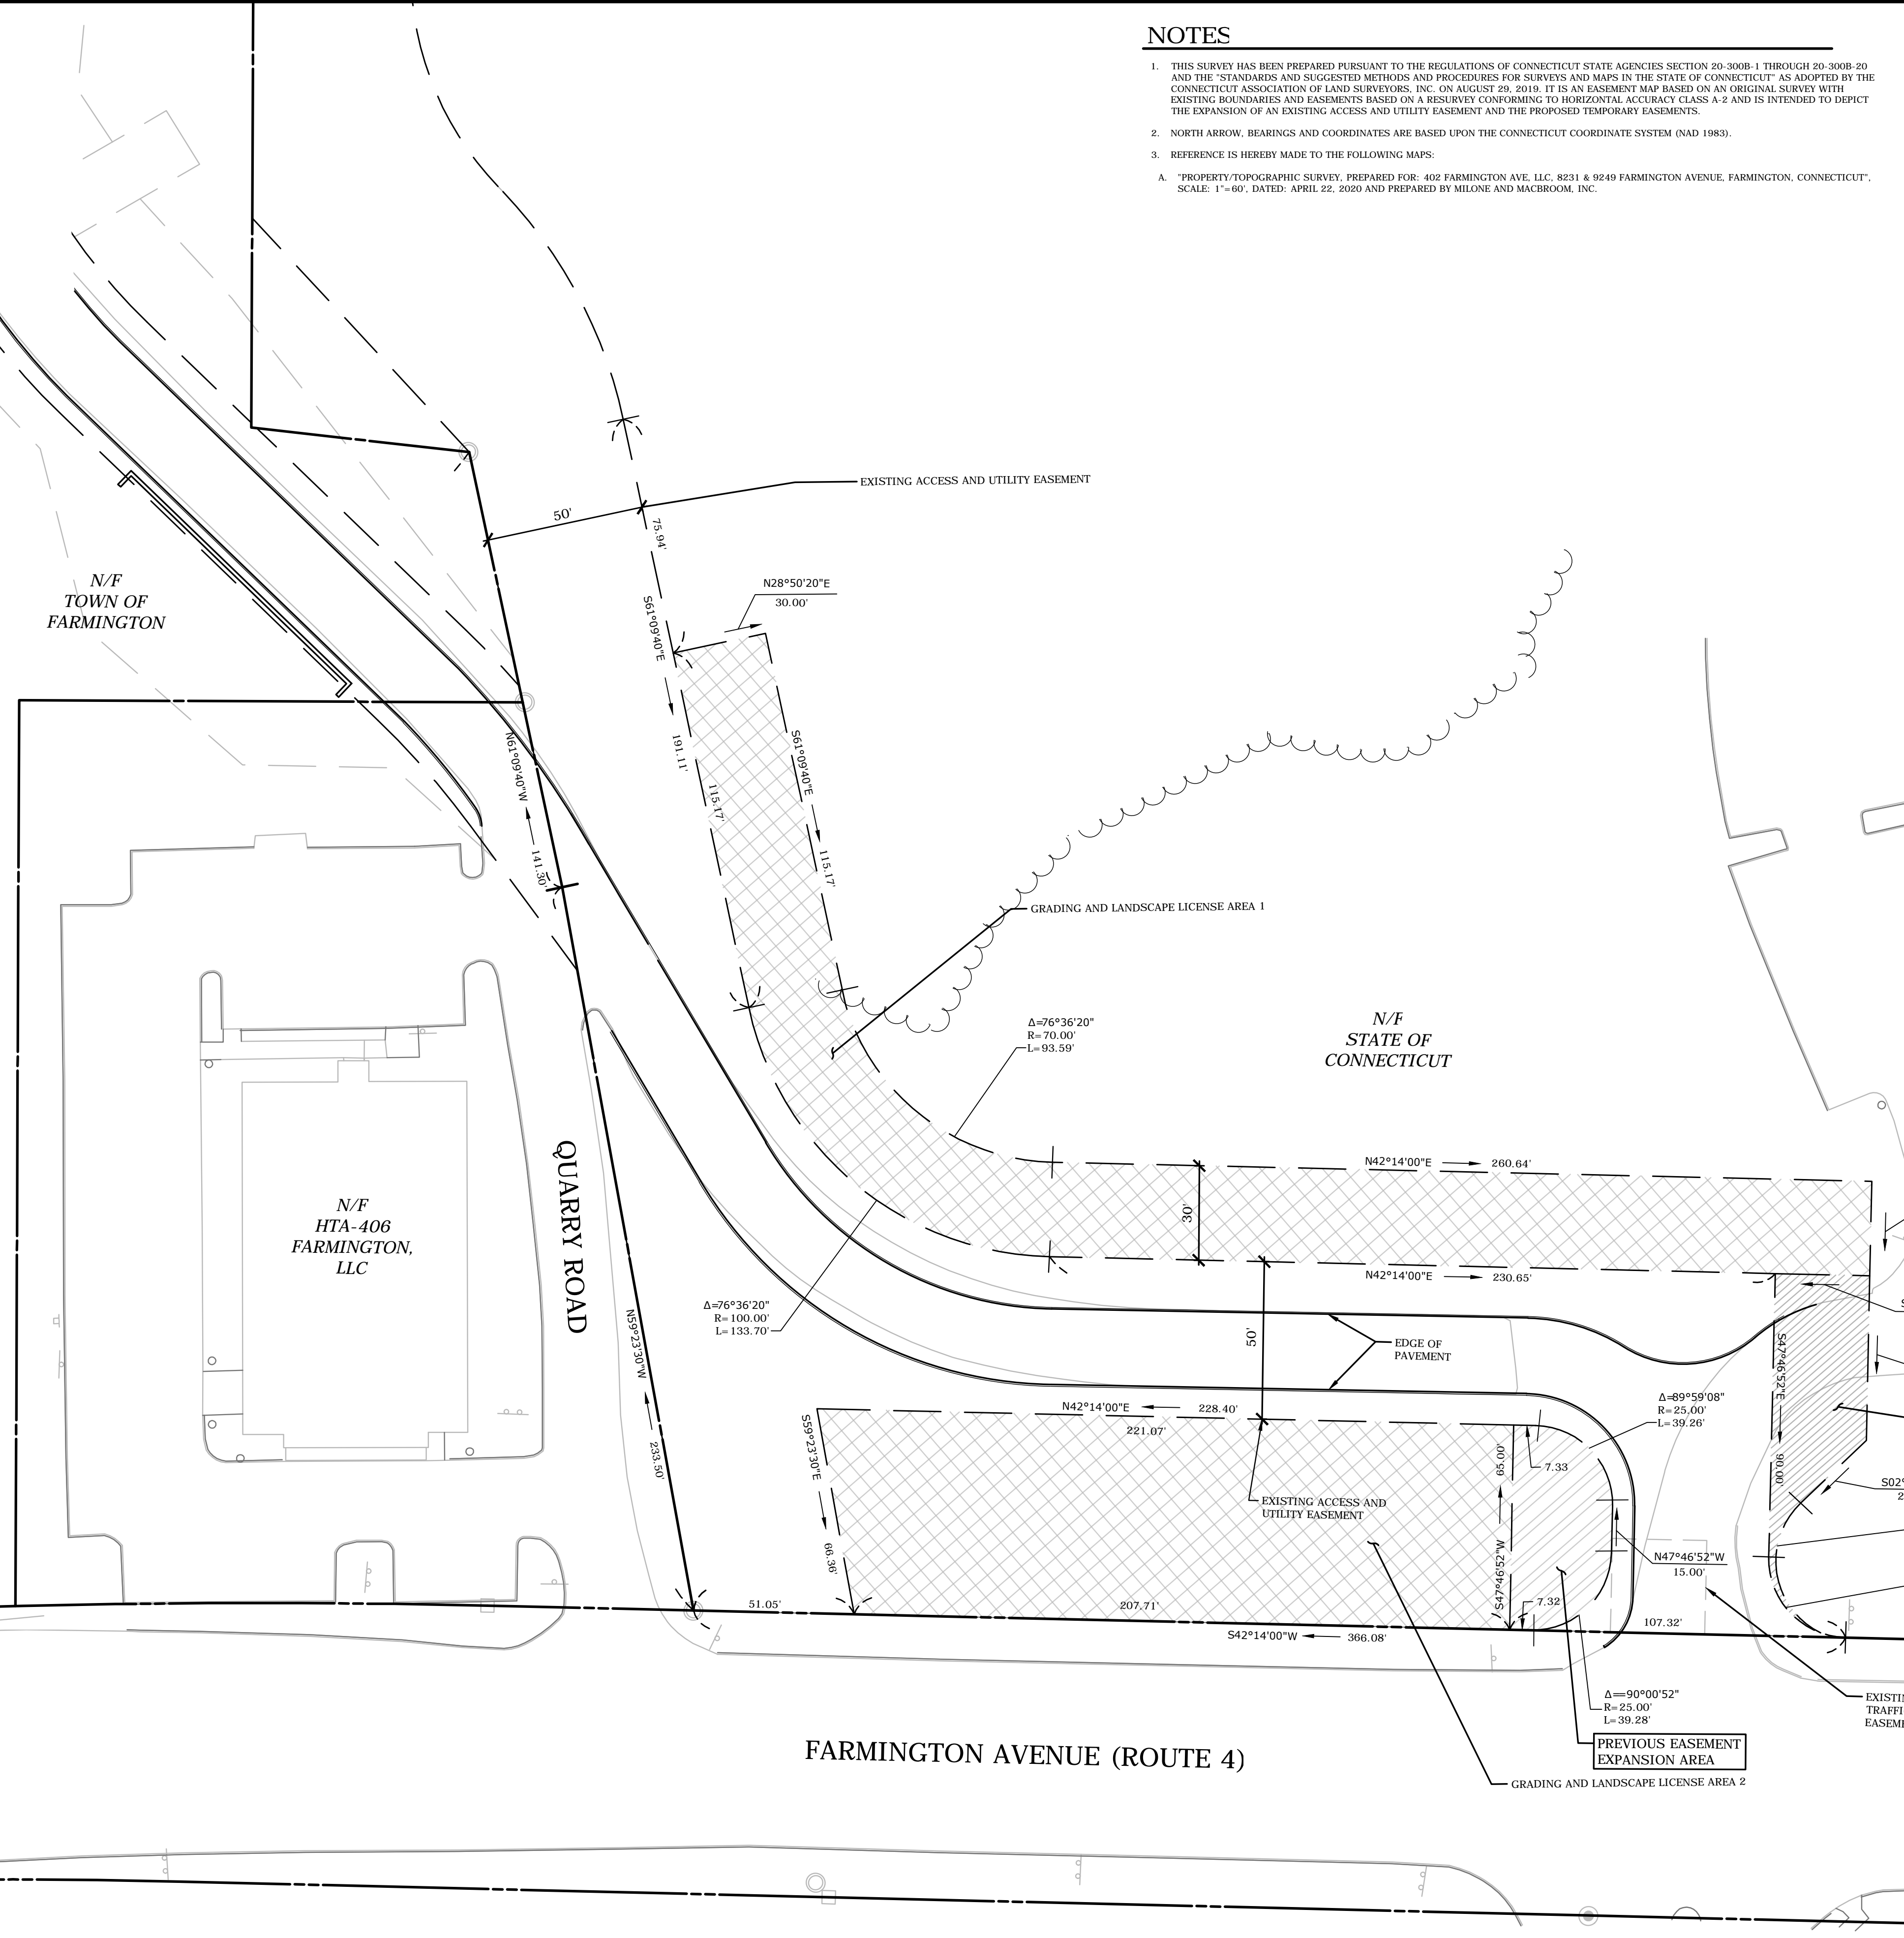 NOTES
1. THIS SURVEY HAS BEEN PREPARED PURSUANT TO THE REGULATIONS OF CONNECTICUT STATE AGENCIES SECTION 20-300B-1 THROUGH 20-300B-20
AND THE "STANDARDS AND SUGGESTED METHODS AND PROCEDURES FOR SURVEYS AND MAPS IN THE STATE OF CONNECTICUT" AS ADOPTED BY THE
CONNECTICUT ASSOCIATION OF LAND SURVEYORS, INC. ON AUGUST 29, 2019. IT IS AN EASEMENT MAP BASED ON AN ORIGINAL SURVEY WITH
EXISTING BOUNDARIES AND EASEMENTS BASED ON A RESURVEY CONFORMING TO HORIZONTAL ACCURACY CLASS A-2 AND IS INTENDED TO DEPICT
THE EXPANSION OF AN EXISTING ACCESS AND UTILITY EASEMENT AND THE PROPOSED TEMPORARY EASEMENTS.
2. NORTH ARROW, BEARINGS AND COORDINATES ARE BASED UPON THE CONNECTICUT COORDINATE SYSTEM (NAD 1983).
3. REFERENCE IS HEREBY MADE TO THE FOLLOWING MAPS:
A. "PROPERTY/TOPOGRAPHIC SURVEY, PREPARED FOR: 402 FARMINGTON AVE, LLC, 8231 & 9249 FARMINGTON AVENUE, FARMINGTON, CONNECTICUT",
SCALE: 1"=60', DATED: APRIL 22, 2020 AND PREPARED BY MILONE AND MACBROOM, INC.
EXISTING ACCESS AND UTILITY EASEMENT
50'
75.94'
N28°50'20"E
30.00'
N/F
TOWN OF
FARMINGTON
S61°09'40"E
191.11'
115.17'
S61°09'40"E
115.17'
N61°09'40"W
141.30'
GRADING AND LANDSCAPE LICENSE AREA 1
Δ=76°36'20"
R=70.00'
L=93.59'
N/F
STATE OF
CONNECTICUT
QUARRY ROAD
N/F
HTA-406
FARMINGTON,
LLC
N42°14'00"E
260.64'
30'
N42°14'00"E
230.65'
Δ=76°36'20"
R=100.00'
L=133.70'
N59°23'30"W
233.50'
50'
EDGE OF
PAVEMENT
S47°46'52"E
90.00'
Δ=89°59'08"
R=25.00'
L=39.26'
N42°14'00"E
228.40'
221.07'
S59°23'30"E
66.36'
65.00'
S47°46'52"W
7.33
S02°
2
EXISTING ACCESS AND
UTILITY EASEMENT
N47°46'52"W
15.00'
51.05'
207.71'
7.32
107.32'
S42°14'00"W
366.08'
Δ==90°00'52"
R=25.00'
L=39.28'
EXISTIN
TRAFFI
EASEME
PREVIOUS EASEMENT
EXPANSION AREA
GRADING AND LANDSCAPE LICENSE AREA 2
FARMINGTON AVENUE (ROUTE 4)